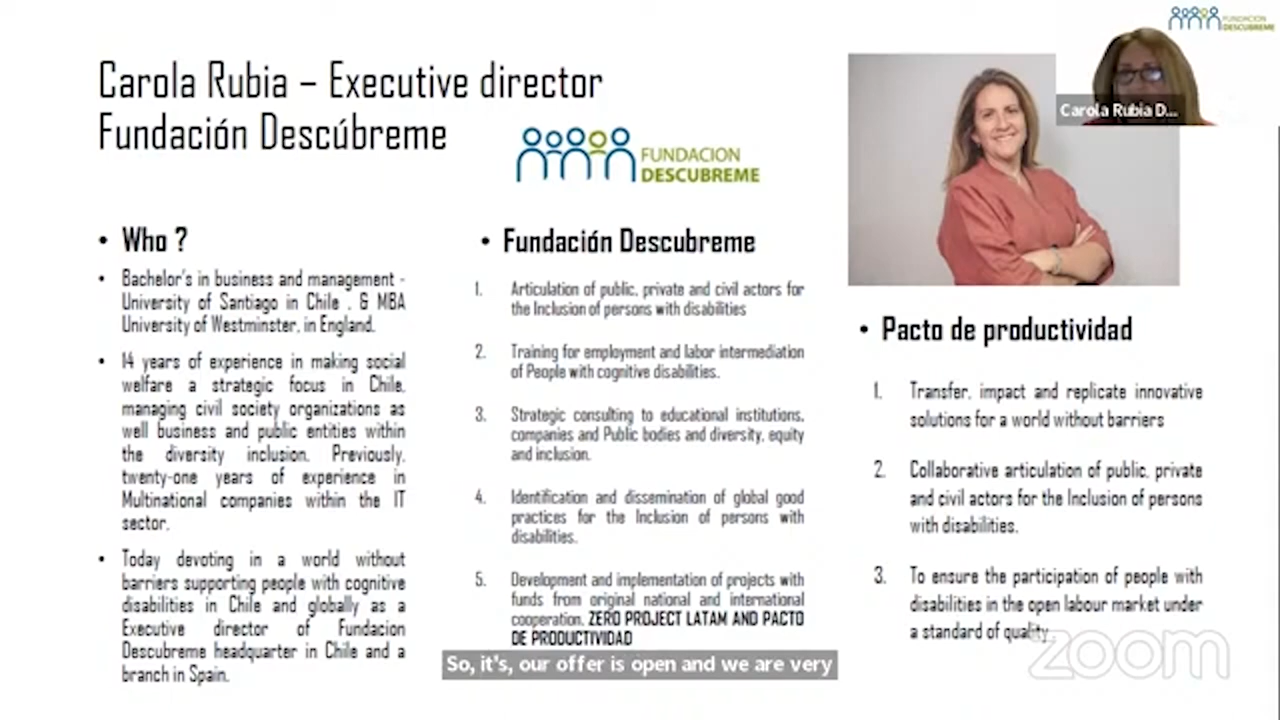 Carola Rubia – Executive director
Fundación Descúbreme
FUNDACION
DESCUBREME
FUNDACION
DESCUBREME
Carola Rubia D...
• Who ?
• Bachelor's in business and management -
University of Santiago in Chile . & MBA
University of Westminster, in England.
• 14 years of experience in making social
welfare a strategic focus in Chile,
managing civil society organizations as
well business and public entities within
the diversity inclusion. Previously,
twenty-one years of experience in
Multinational companies within the IT
sector.
• Today devoting in a world without
barriers supporting people with cognitive
disabilities in Chile and globally as a
Executive director of Fundacion
Descubreme headquarter in Chile and a
branch in Spain.
• Fundación Descubreme
1. Articulation of public, private and civil actors for
the Inclusion of persons with disabilities
2. Training for employment and labor intermediation
of People with cognitive disabilities.
3. Strategic consulting to educational institutions,
companies and Public bodies and diversity, equity
and inclusion.
4. Identification and dissemination of global good
practices for the Inclusion of persons with
disabilities.
5. Development and implementation of projects with
funds from original national and international
cooperation. ZERO PROJECT LATAM AND PACTO
DE PRODUCTIVIDAD
• Pacto de productividad
1. Transfer, impact and replicate innovative
solutions for a world without barriers
2. Collaborative articulation of public, private
and civil actors for the Inclusion of persons
with disabilities.
3. To ensure the participation of people with
disabilities in the open labour market under
a standard of quality.
So, it's, our offer is open and we are very
zoom